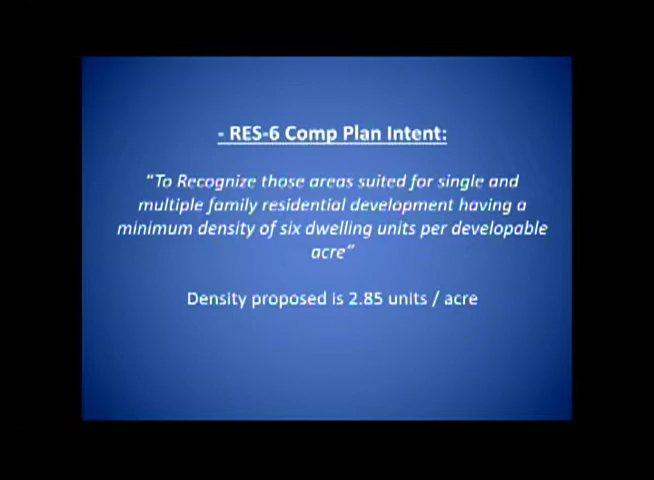 - RES-6 Comp Plan Intent:
"To Recognize those areas suited for single and
multiple family residential development having a
minimum density of six dwelling units per developable
acre"
Density proposed is 2.85 units / acre